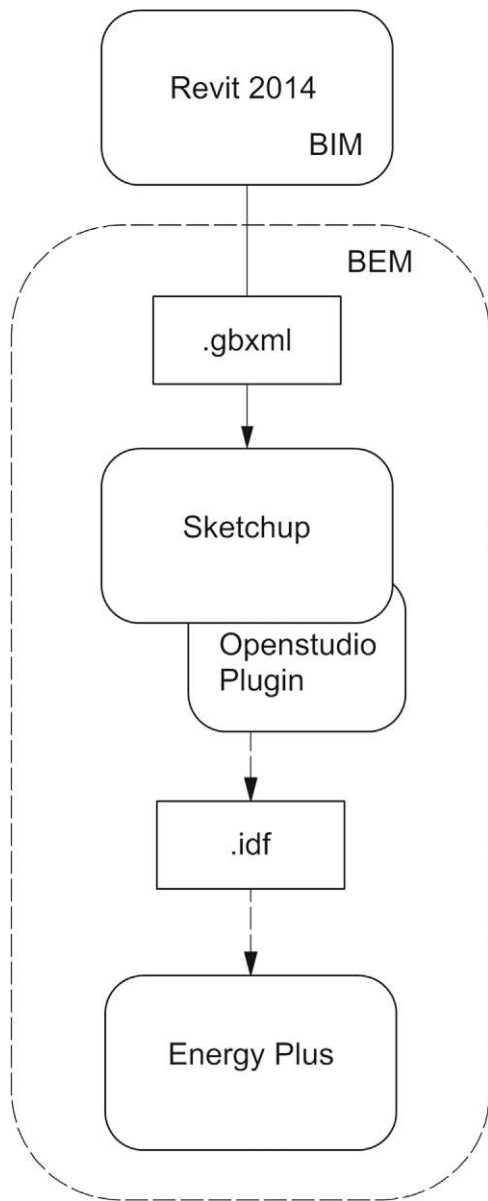 Revit 2014
BIM
BEM
.gbxml
Sketchup
Openstudio
Plugin
.idf
Energy Plus